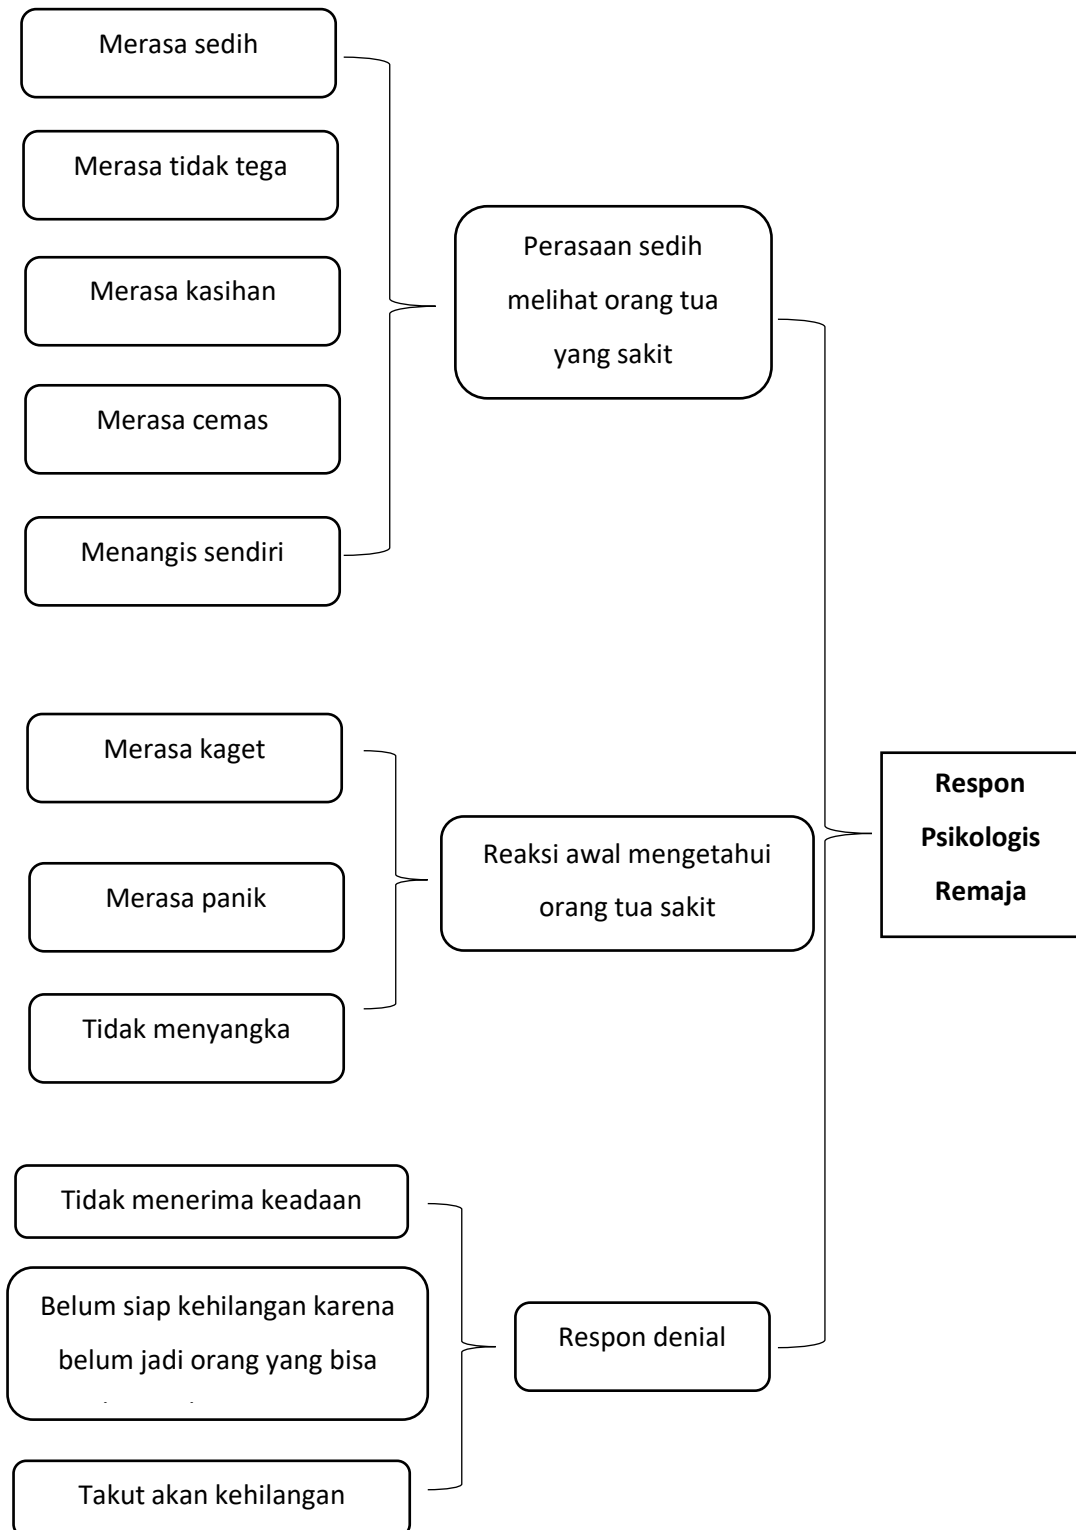 Merasa sedih
Merasa tidak tega
Merasa kasihan
Merasa cemas
Menangis sendiri
Perasaan sedih
melihat orang tua
yang sakit
Merasa kaget
Merasa panik
Tidak menyangka
Reaksi awal mengetahui
orang tua sakit
Tidak menerima keadaan
Belum siap kehilangan karena
belum jadi orang yang bisa
Takut akan kehilangan
Respon denial
Respon
Psikologis
Remaja